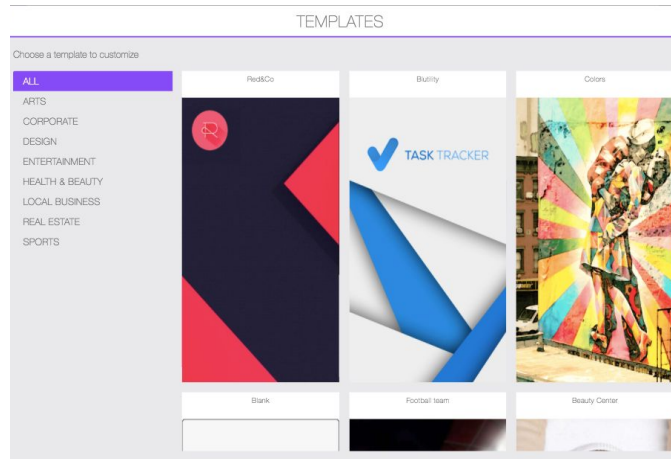 TEMPLATES
Choose a template to customize
ALL
ARTS
CORPORATE
DESIGN
ENTERTAINMENT
HEALTH & BEAUTY
LOCAL BUSINESS
REAL ESTATE
SPORTS
Red&Co
Blutility
Colors
R
TASK TRACKER
Blank
Football team
Beauty Center